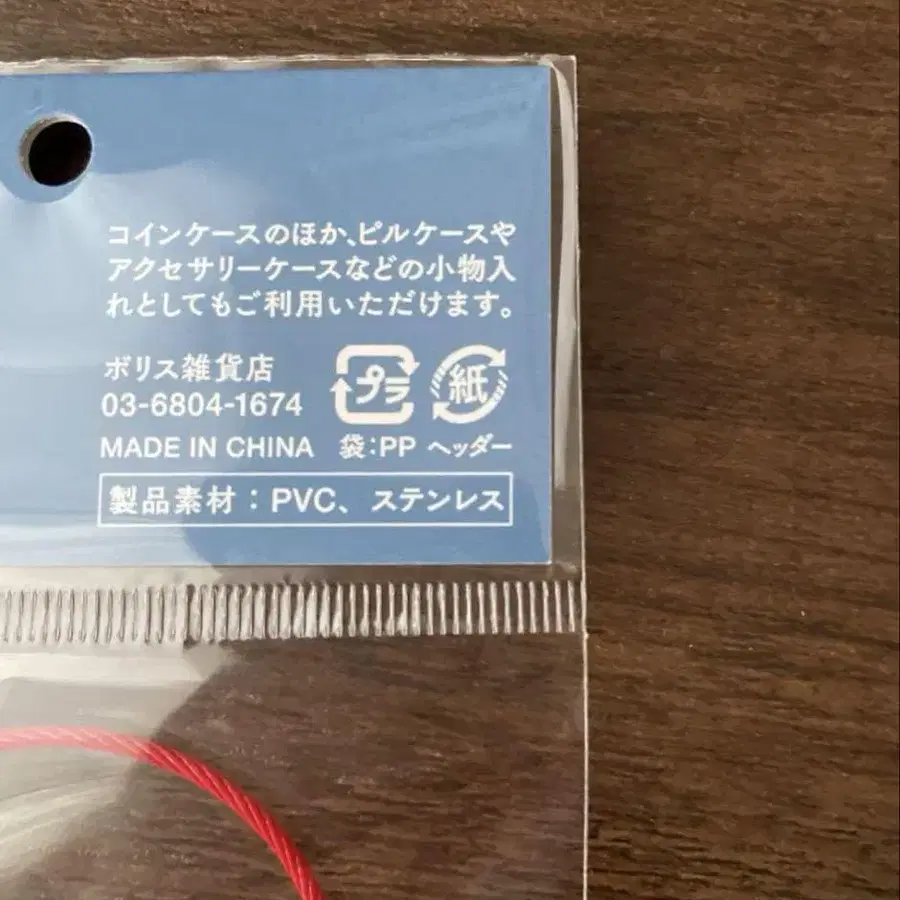 コインケースのほか、ピルケースや
アクセサリーケースなどの小物入
れとしてもご利用いただけます。
ボリス雑貨店
03-6804-1674
プラ 紙
MADE IN CHINA 袋:PP ヘッダー
製品素材:PVC、ステンレス